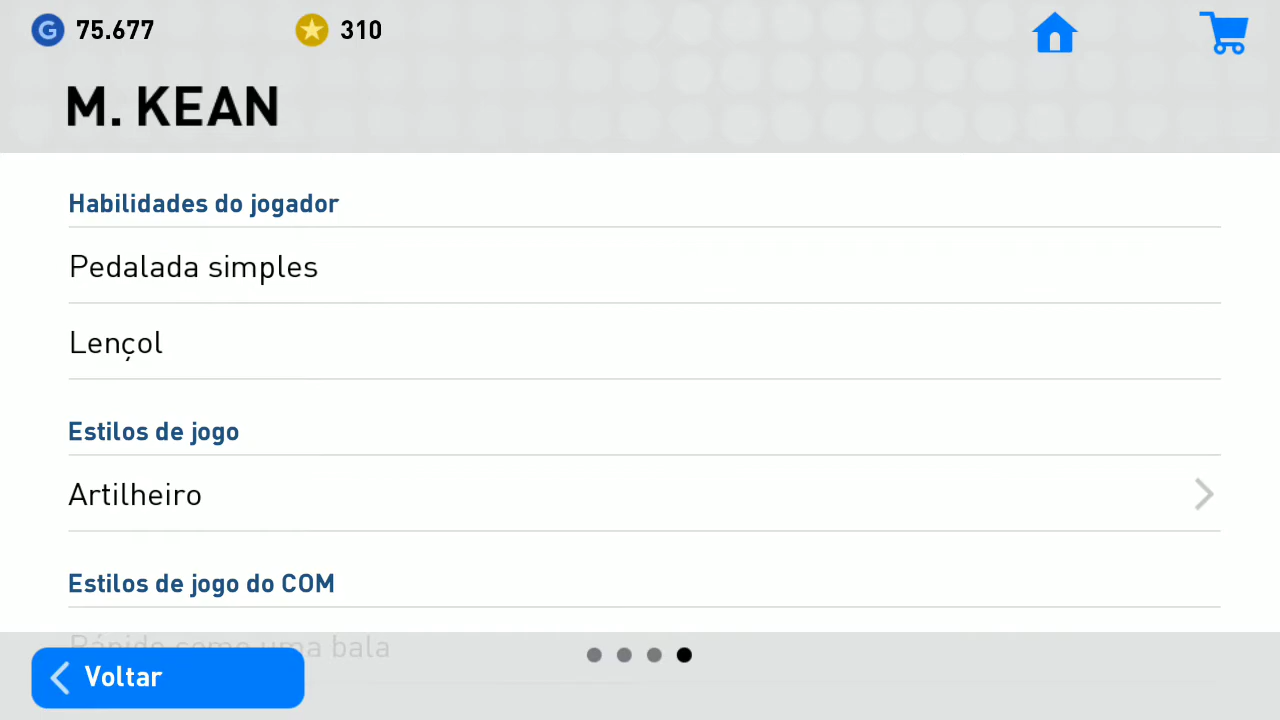 G 75.677 310
M. KEAN
Habilidades do jogador
Pedalada simples
Lençol
Estilos de jogo
Artilheiro
Estilos de jogo do COM
Rápido como uma bala
Voltar